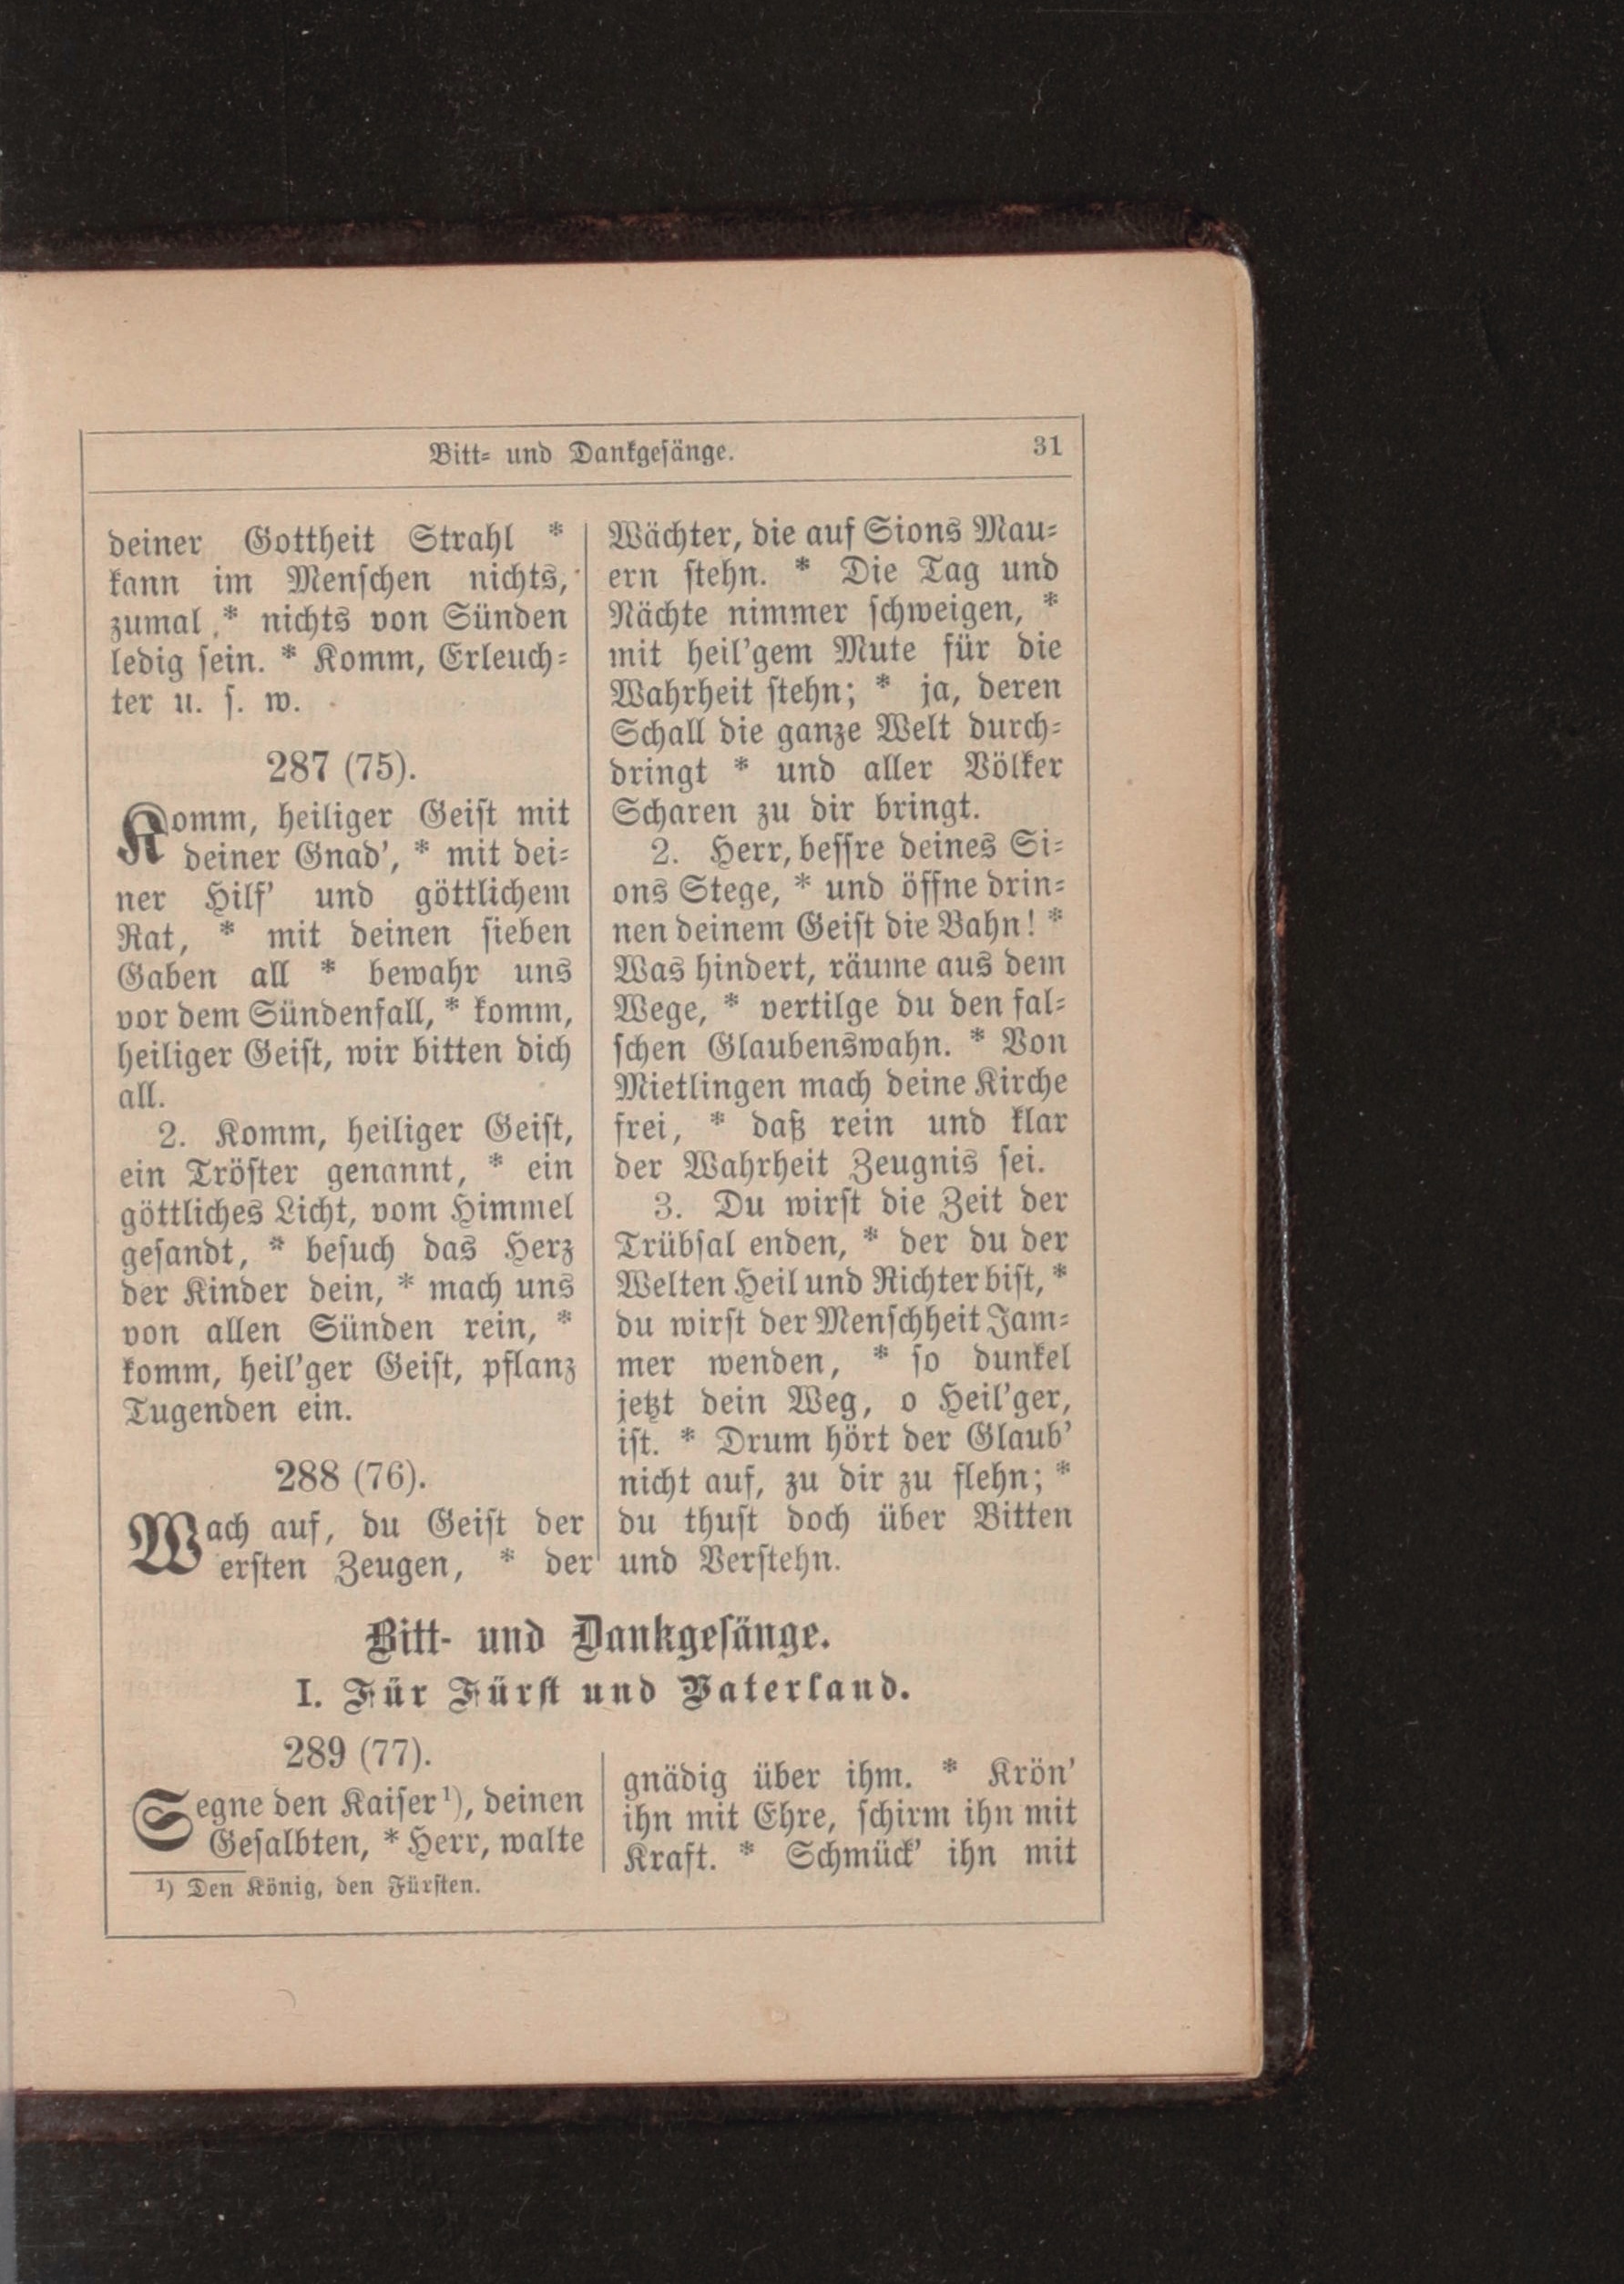 Bitt- und Dankgesänge.
31
deiner Gottheit Strahl *
kann im Menschen nichts,
zumal * nichts von Sünden
ledig sein. * Komm, Erleuch-
ter u. s. w.
287 (75).
Komm, heiliger Geist mit
deiner Gnad', * mit dei-
ner Hilf' und göttlichem
Rat, * mit deinen sieben
Gaben all * bewahr uns
vor dem Sündenfall, * komm,
heiliger Geist, wir bitten dich
all.
2. Komm, heiliger Geist,
ein Tröster genannt, * ein
göttliches Licht, vom Himmel
gesandt, * besuch das Herz
der Kinder dein, * mach uns
von allen Sünden rein, *
komm, heil'ger Geist, pflanz
Tugenden ein.
288 (76).
Wach auf, du Geist der
ersten Zeugen, * der
Wächter, die auf Sions Mau-
ern stehn. * Die Tag und
Nächte nimmer schweigen, *
mit heil'gem Mute für die
Wahrheit stehn; * ja, deren
Schall die ganze Welt durch-
dringt * und aller Völker
Scharen zu dir bringt.
2. Herr, bessre deines Si-
ons Stege, * und öffne drin-
nen deinem Geist die Bahn! *
Was hindert, räume aus dem
Wege, * vertilge du den fal-
schen Glaubenswahn. * Von
Mietlingen mach deine Kirche
frei, * daß rein und klar
der Wahrheit Zeugnis sei.
3. Du wirst die Zeit der
Trübsal enden, * der du der
Welten Heil und Richter bist, *
du wirst der Menschheit Jam-
mer wenden, * so dunkel
jetzt dein Weg, o Heil'ger,
ist. * Drum hört der Glaub'
nicht auf, zu dir zu flehn; *
du thust doch über Bitten
und Verstehn.
Bitt- und Dankgesänge.
I. Für Fürst und Vaterland.
289 (77).
Segne den Kaiser¹), deinen
Gesalbten, * Herr, walte
gnädig über ihm. * Krön'
ihn mit Ehre, schirm ihn mit
Kraft. * Schmück' ihn mit
¹) Den König, den Fürsten.